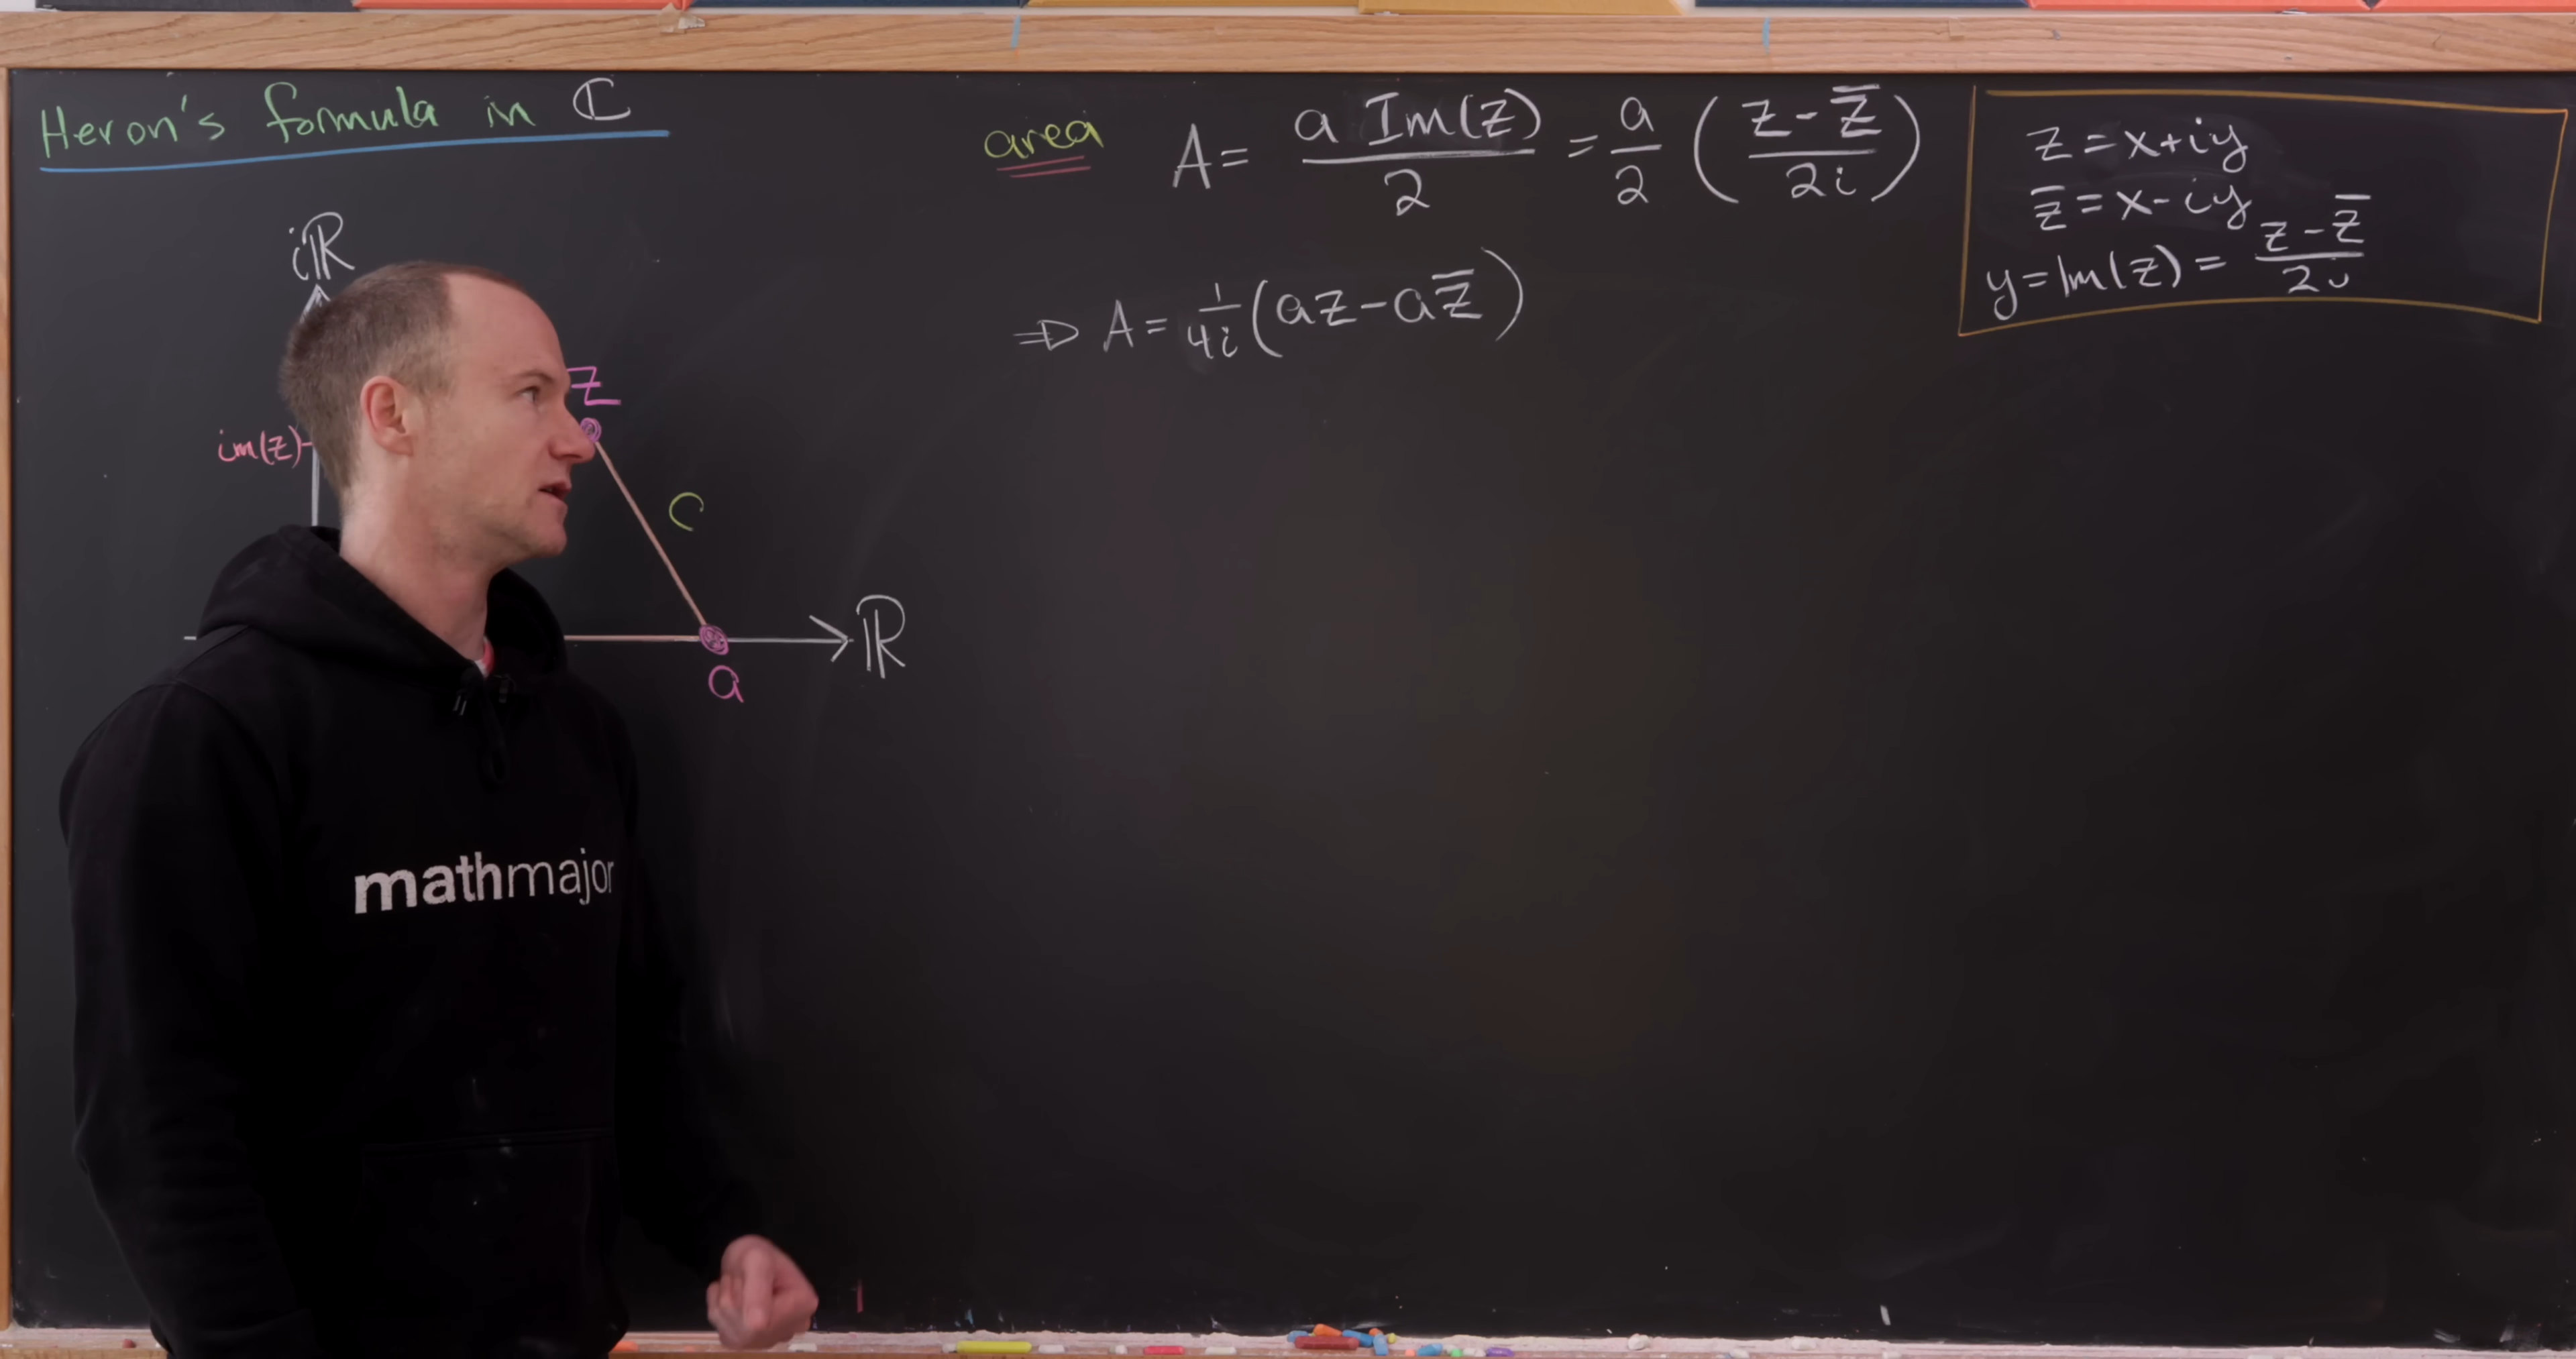 Heron's formula in ℂ
area A = a Im(z)/2 = a/2 ( z - z̄ / 2i )
⇒ A = 1/4i ( az - az̄ )
z = x + iy
z̄ = x - iy
y = Im(z) = z - z̄ / 2i
iℝ
z
im(z)
c
ℝ
a
mathmajor